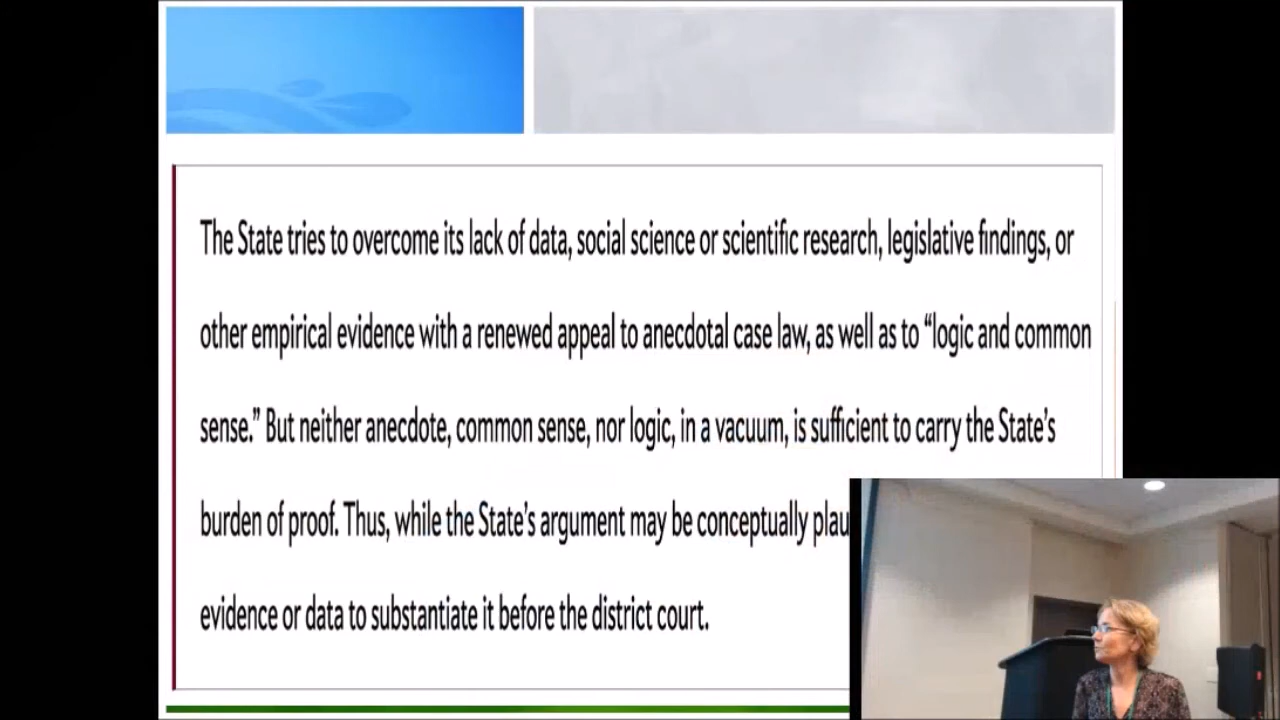 The State tries to overcome its lack of data, social science or scientific research, legislative findings, or
other empirical evidence with a renewed appeal to anecdotal case law, as well as to “logic and common
sense.” But neither anecdote, common sense, nor logic, in a vacuum, is sufficient to carry the State’s
burden of proof. Thus, while the State’s argument may be conceptually
evidence or data to substantiate it before the district court.